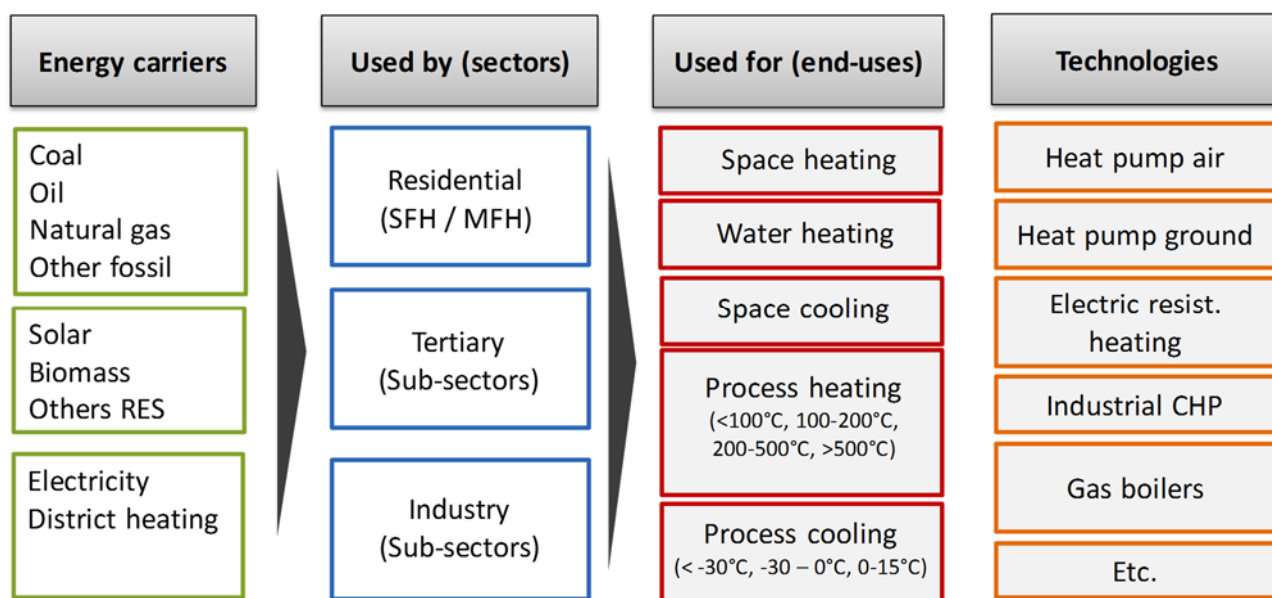 Energy carriers
Coal
Oil
Natural gas
Other fossil
Solar
Biomass
Others RES
Electricity
District heating
Used by (sectors)
Residential
(SFH / MFH)
Tertiary
(Sub-sectors)
Industry
(Sub-sectors)
Used for (end-uses)
Space heating
Water heating
Space cooling
Process heating
(<100°C, 100-200°C,
200-500°C, >500°C)
Process cooling
(< -30°C, -30 – 0°C, 0-15°C)
Technologies
Heat pump air
Heat pump ground
Electric resist.
heating
Industrial CHP
Gas boilers
Etc.